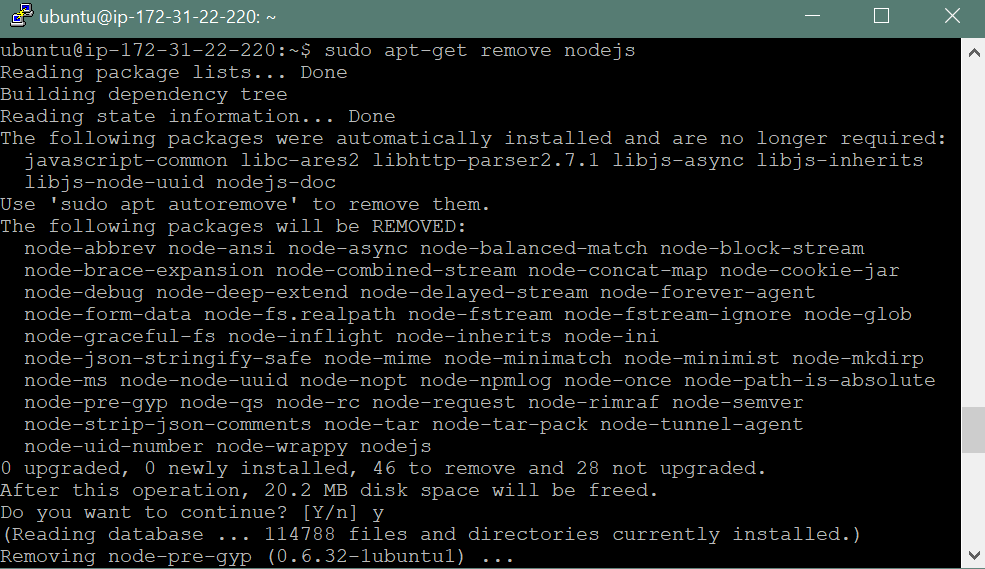 ubuntu@ip-172-31-22-220: ~
ubuntu@ip-172-31-22-220:~$ sudo apt-get remove nodejs
Reading package lists... Done
Building dependency tree
Reading state information... Done
The following packages were automatically installed and are no longer required:
  javascript-common libc-ares2 libhttp-parser2.7.1 libjs-async libjs-inherits
  libjs-node-uuid nodejs-doc
Use 'sudo apt autoremove' to remove them.
The following packages will be REMOVED:
  node-abbrev node-ansi node-async node-balanced-match node-block-stream
  node-brace-expansion node-combined-stream node-concat-map node-cookie-jar
  node-debug node-deep-extend node-delayed-stream node-forever-agent
  node-form-data node-fs.realpath node-fstream node-fstream-ignore node-glob
  node-graceful-fs node-inflight node-inherits node-ini
  node-json-stringify-safe node-mime node-minimatch node-minimist node-mkdirp
  node-ms node-node-uuid node-nopt node-npmlog node-once node-path-is-absolute
  node-pre-gyp node-qs node-rc node-request node-rimraf node-semver
  node-strip-json-comments node-tar node-tar-pack node-tunnel-agent
  node-uid-number node-wrappy nodejs
0 upgraded, 0 newly installed, 46 to remove and 28 not upgraded.
After this operation, 20.2 MB disk space will be freed.
Do you want to continue? [Y/n] y
(Reading database ... 114788 files and directories currently installed.)
Removing node-pre-gyp (0.6.32-1ubuntu1) ...